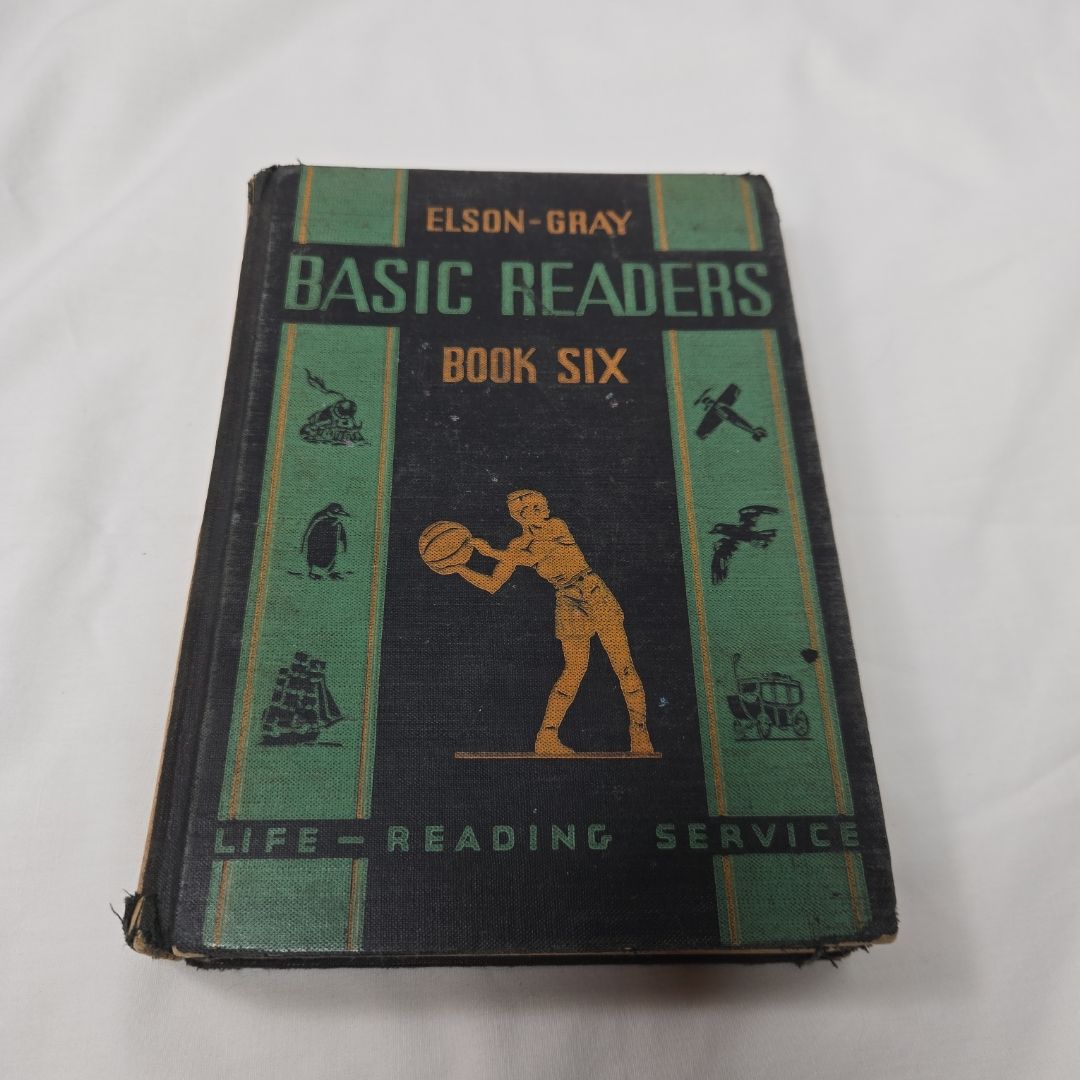 ELSON-GRAY
BASIC READERS
BOOK SIX
LIFE-READING SERVICE